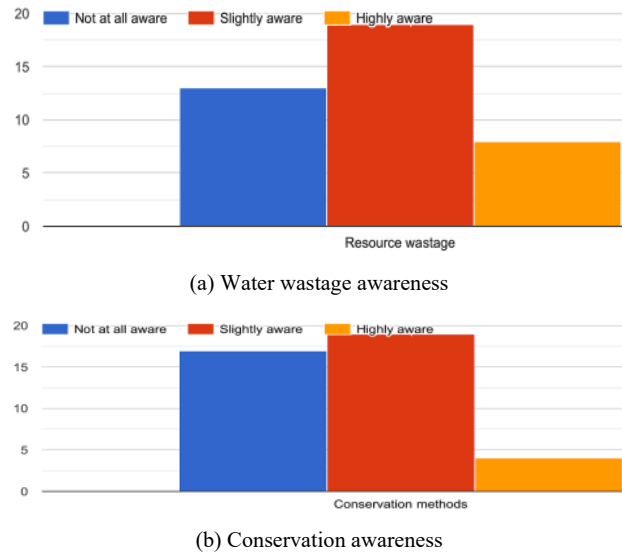 20
Not at all aware Slightly aware Highly aware
15
10
5
0
Resource wastage
(a) Water wastage awareness
20
Not at all aware Slightly aware Highly aware
15
10
5
0
Conservation methods
(b) Conservation awareness